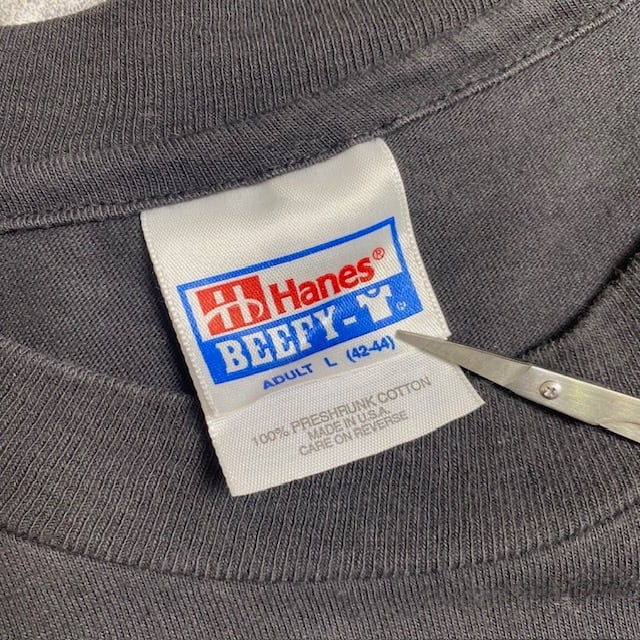 Hanes®
BEEFY-T
ADULT L (42-44)
100% PRESHRUNK COTTON
MADE IN U.S.A.
CARE ON REVERSE